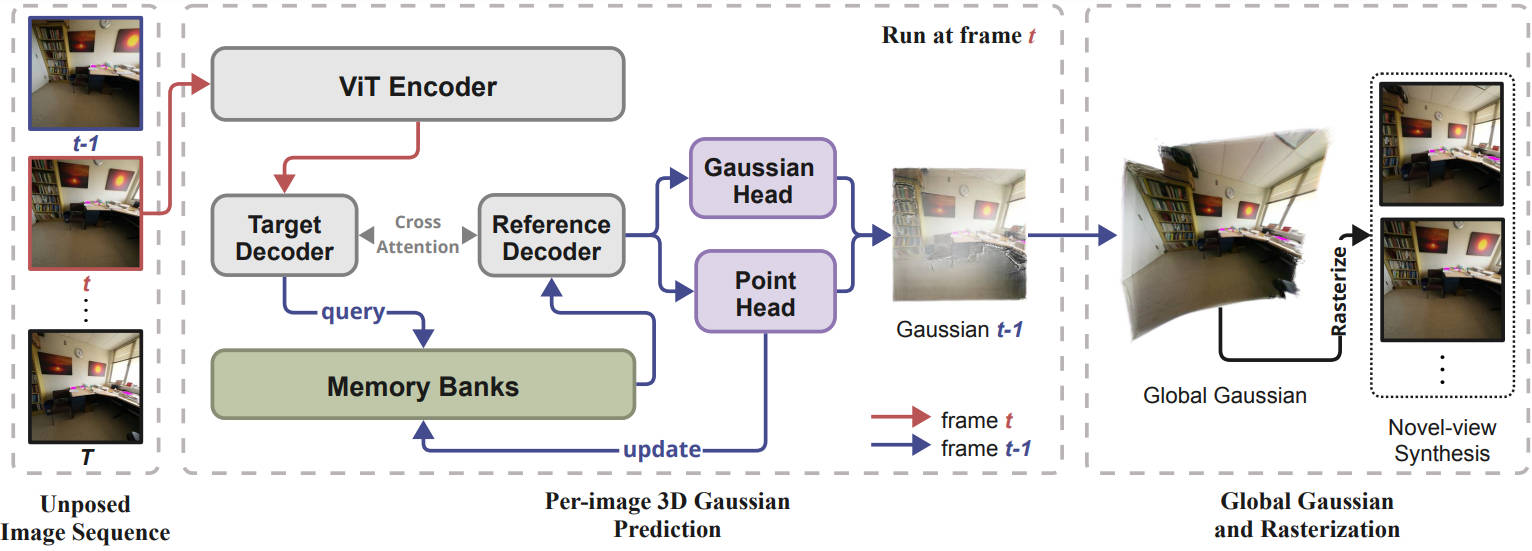 t-1
t
T
Unposed
Image Sequence
Run at frame t
ViT Encoder
Target
Decoder
Cross
Attention
Reference
Decoder
Gaussian
Head
Point
Head
query
Memory Banks
update
Gaussian t-1
frame t
frame t-1
Per-image 3D Gaussian
Prediction
Global Gaussian
Rasterize
Novel-view
Synthesis
Global Gaussian
and Rasterization